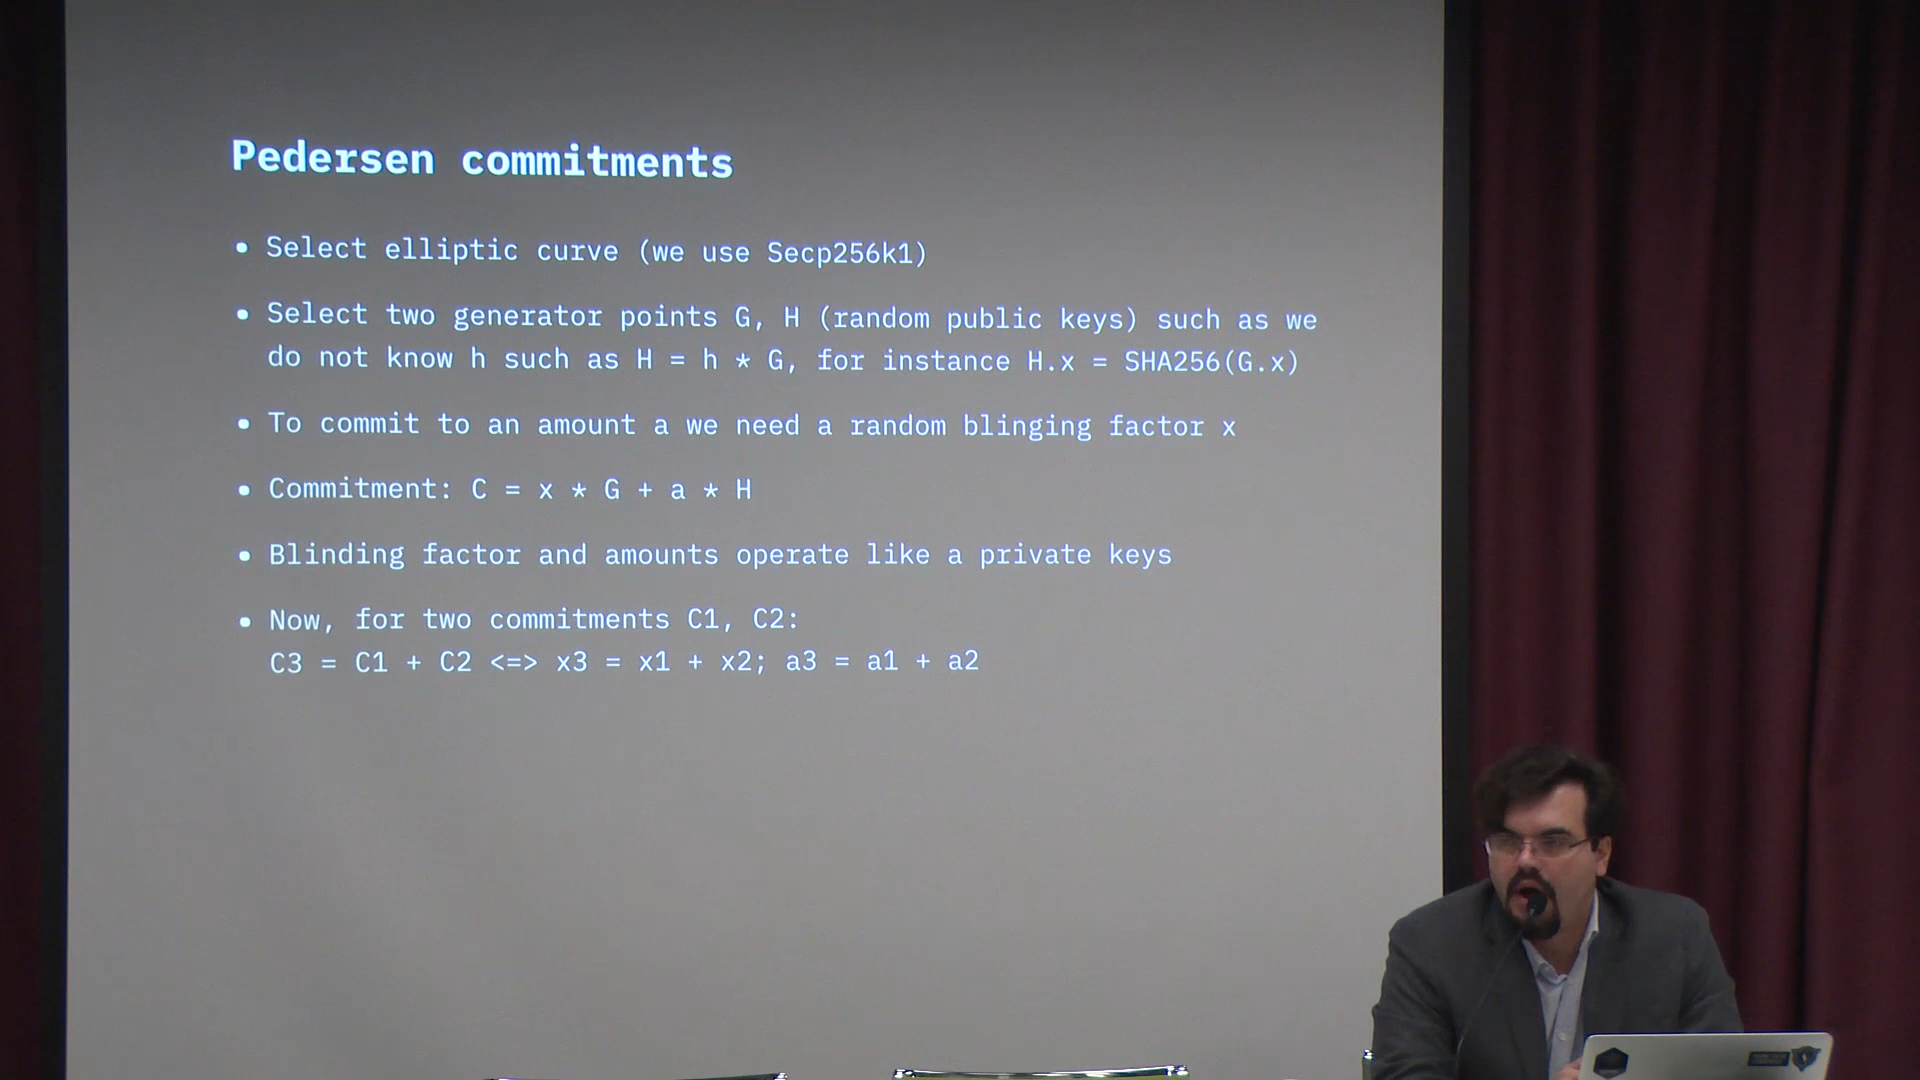 Pedersen commitments
• Select elliptic curve (we use Secp256k1)
• Select two generator points G, H (random public keys) such as we
do not know h such as H = h * G, for instance H.x = SHA256(G.x)
• To commit to an amount a we need a random blinging factor x
• Commitment: C = x * G + a * H
• Blinding factor and amounts operate like a private keys
• Now, for two commitments C1, C2:
C3 = C1 + C2 <=> x3 = x1 + x2; a3 = a1 + a2